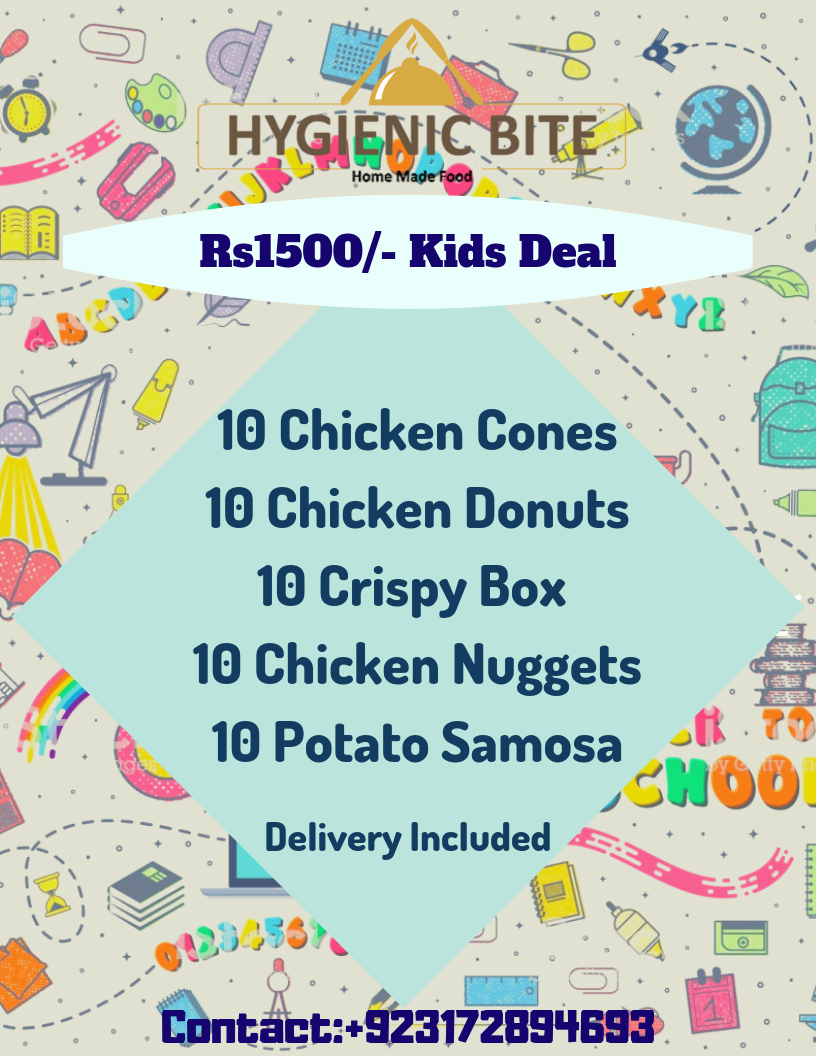 HYGIENIC BITE
Home Made Food
Rs1500/- Kids Deal
10 Chicken Cones
10 Chicken Donuts
10 Crispy Box
10 Chicken Nuggets
10 Potato Samosa
Delivery Included
Contact:+923172894693